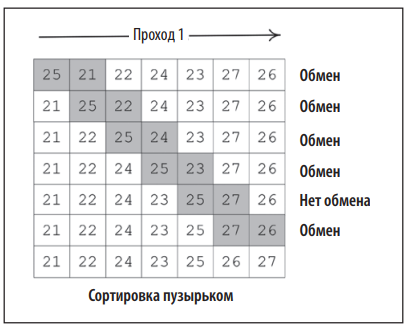 Проход 1
25 21 22 24 23 27 26 Обмен
21 25 22 24 23 27 26 Обмен
21 22 25 24 23 27 26 Обмен
21 22 24 25 23 27 26 Обмен
21 22 24 23 25 27 26 Нет обмена
21 22 24 23 25 27 26 Обмен
21 22 24 23 25 26 27
Сортировка пузырьком